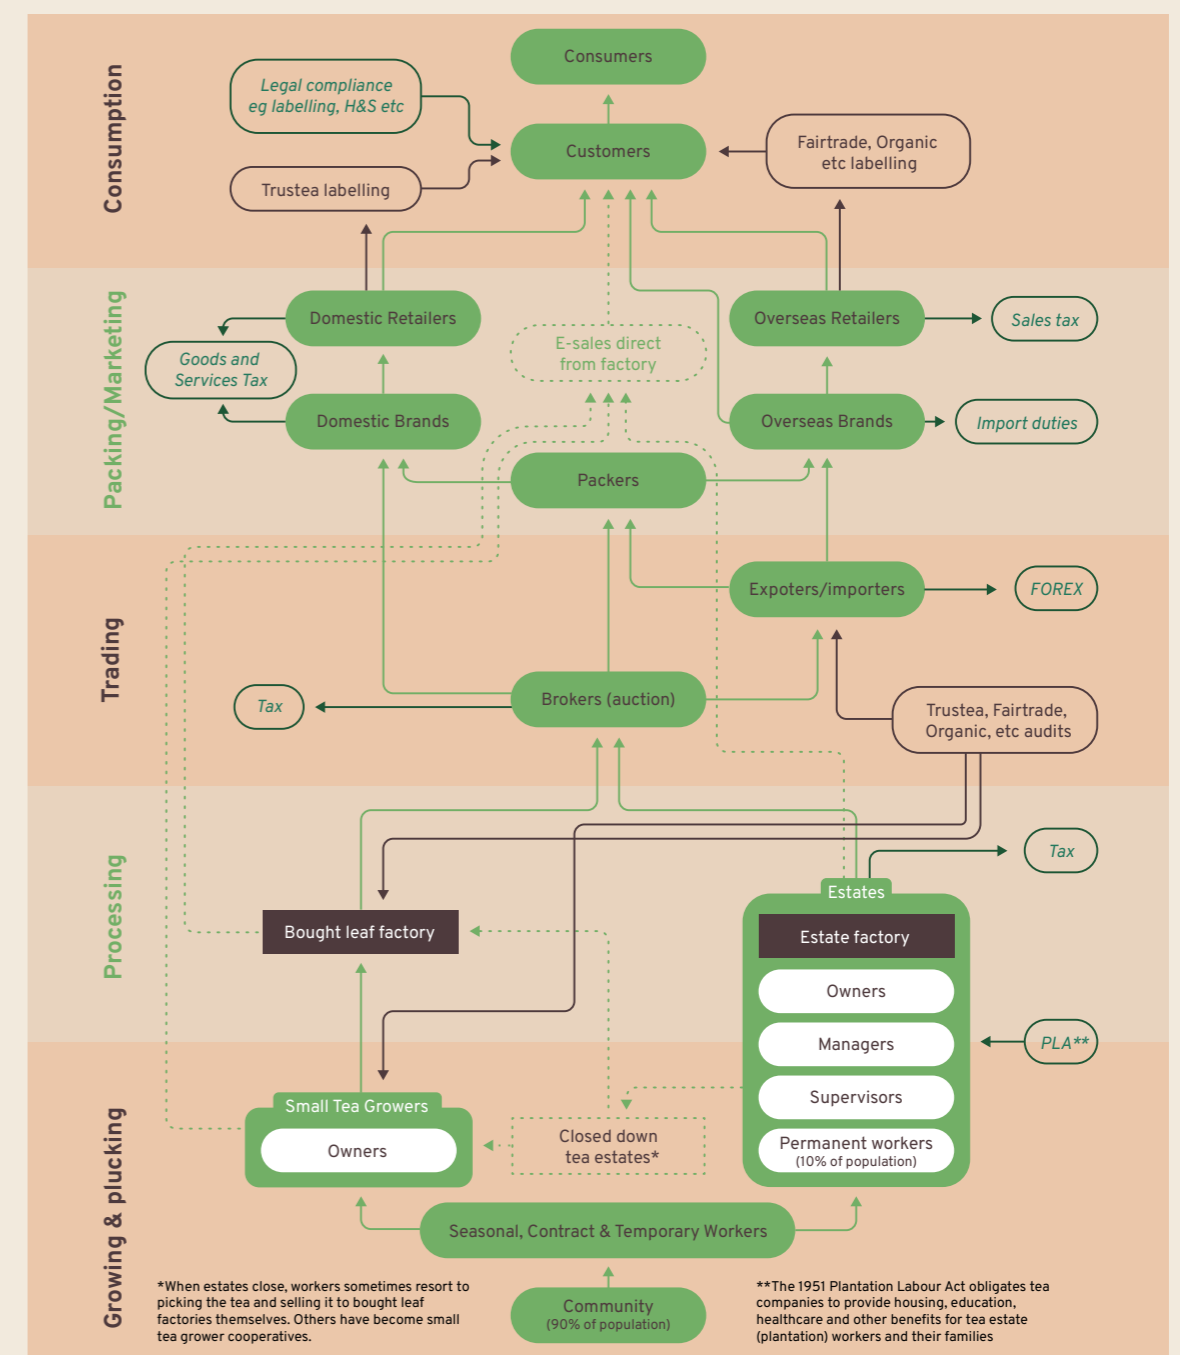 Consumption
Consumers
Legal compliance
eg labelling, H&S etc
Customers
Fairtrade, Organic
etc labelling
Trustea labelling
Packing/Marketing
Domestic Retailers
Overseas Retailers
Sales tax
E-sales direct
from factory
Goods and
Services Tax
Domestic Brands
Overseas Brands
Import duties
Packers
Trading
Expoters/importers
FOREX
Brokers (auction)
Tax
Trustea, Fairtrade,
Organic, etc audits
Processing
Tax
Estates
Bought leaf factory
Estate factory
Owners
Managers
PLA**
Growing & plucking
Supervisors
Small Tea Growers
Owners
Closed down
tea estates*
Permanent workers
(10% of population)
Seasonal, Contract & Temporary Workers
*When estates close, workers sometimes resort to
picking the tea and selling it to bought leaf
factories themselves. Others have become small
tea grower cooperatives.
Community
(90% of population)
**The 1951 Plantation Labour Act obligates tea
companies to provide housing, education,
healthcare and other benefits for tea estate
(plantation) workers and their families